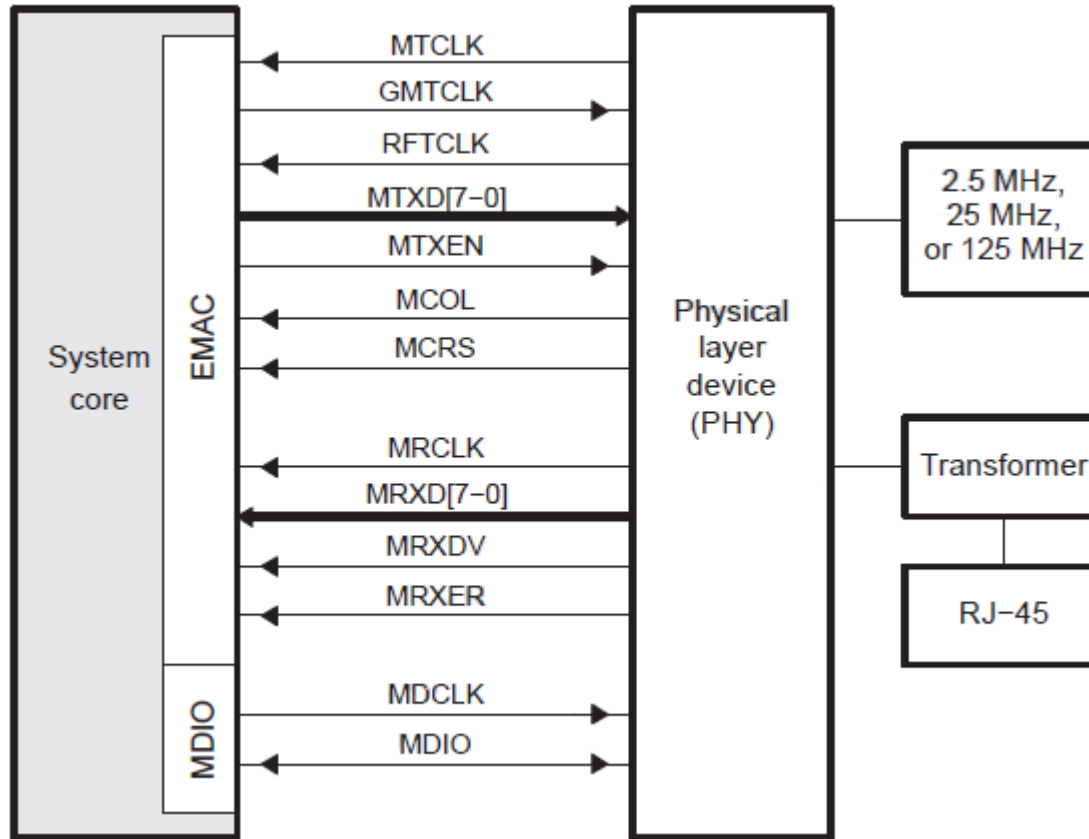 MTCLK
GMTCLK
RFTCLK
MTXD[7−0]
MTXEN
MCOL
MCRS
MRCLK
MRXD[7−0]
MRXDV
MRXER
MDCLK
MDIO
System
core
EMAC
MDIO
Physical
layer
device
(PHY)
2.5 MHz,
25 MHz,
or 125 MHz
Transformer
RJ−45